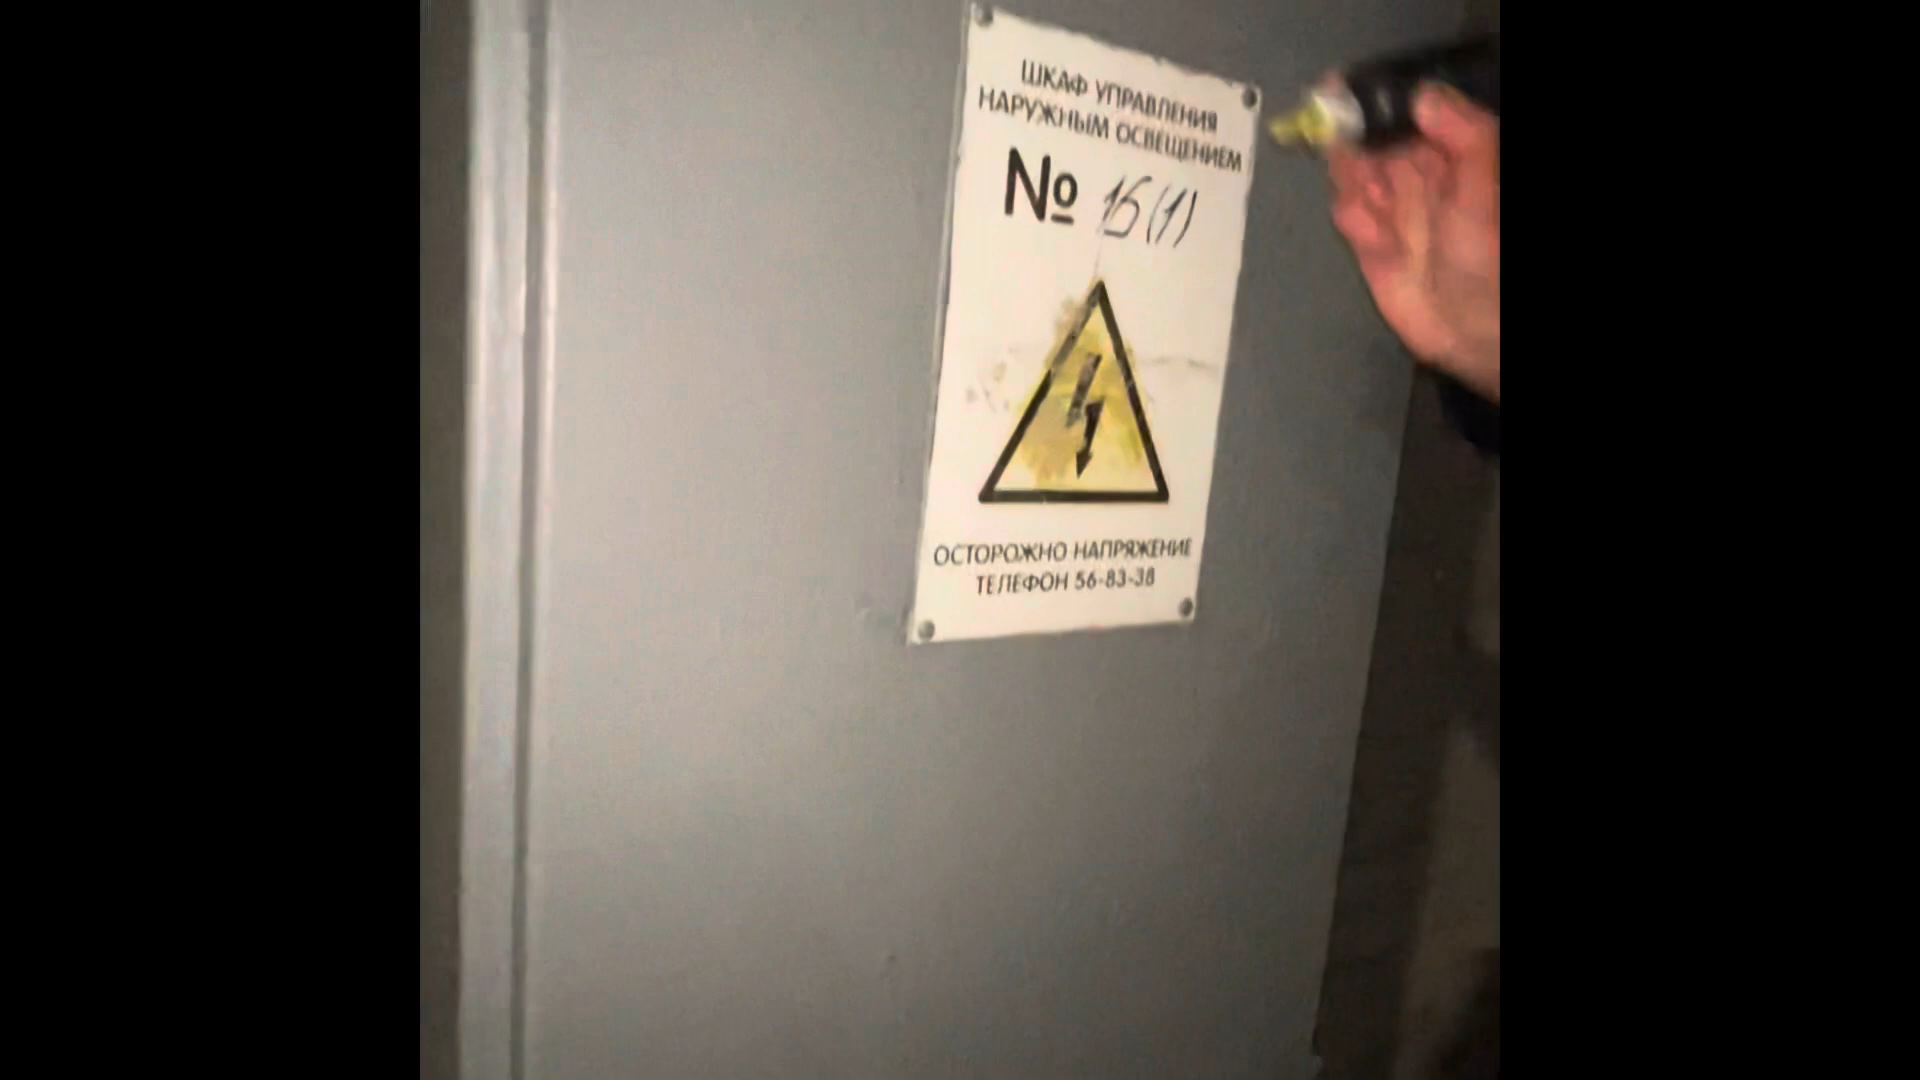 ШКАФ УПРАВЛЕНИЯ
НАРУЖНЫМ ОСВЕЩЕНИЕМ
№ 15(1)
ОСТОРОЖНО НАПРЯЖЕНИЕ
ТЕЛЕФОН 56-83-38